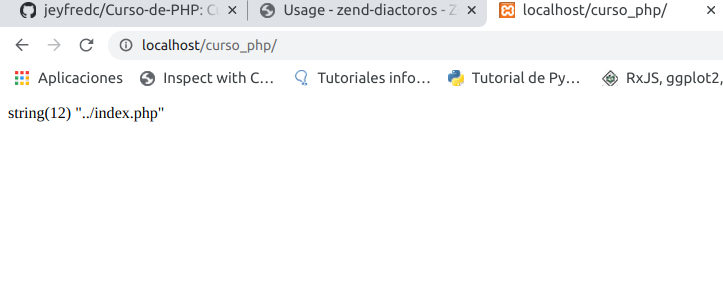 jeyfredc/Curso-de-PHP: C Usage - zend-diactoros - Z localhost/curso_php/
localhost/curso_php/
Aplicaciones Inspect with C... Tutoriales info... Tutorial de Py... RxJS, ggplot2,
string(12) "../index.php"